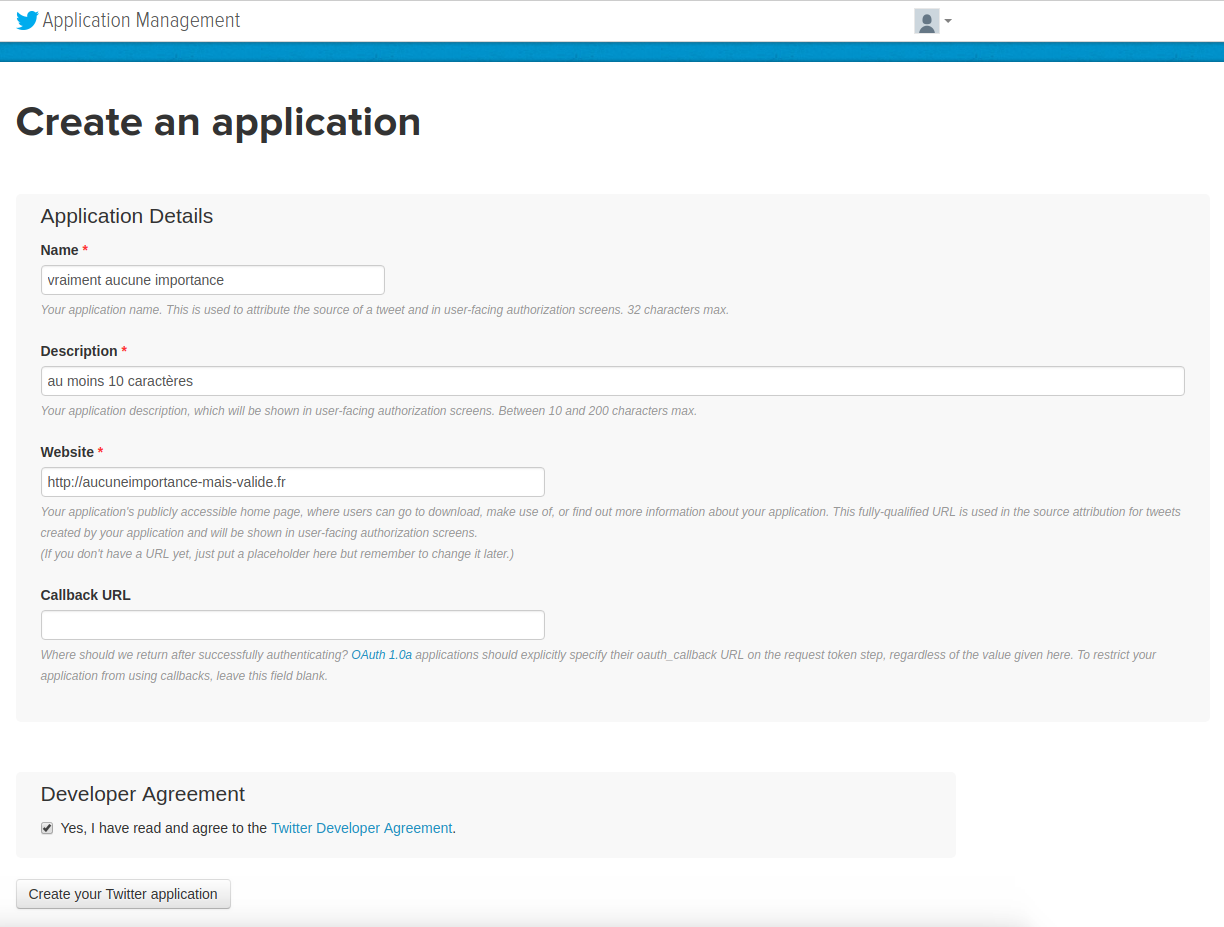 Application Management
Create an application
Application Details
Name *
vraiment aucune importance
Your application name. This is used to attribute the source of a tweet and in user-facing authorization screens. 32 characters max.
Description *
au moins 10 caractères
Your application description, which will be shown in user-facing authorization screens. Between 10 and 200 characters max.
Website *
http://aucuneimportance-mais-valide.fr
Your application's publicly accessible home page, where users can go to download, make use of, or find out more information about your application. This fully-qualified URL is used in the source attribution for tweets
created by your application and will be shown in user-facing authorization screens.
(If you don't have a URL yet, just put a placeholder here but remember to change it later.)
Callback URL
Where should we return after successfully authenticating? OAuth 1.0a applications should explicitly specify their oauth_callback URL on the request token step, regardless of the value given here. To restrict your
application from using callbacks, leave this field blank.
Developer Agreement
Yes, I have read and agree to the Twitter Developer Agreement.
Create your Twitter application